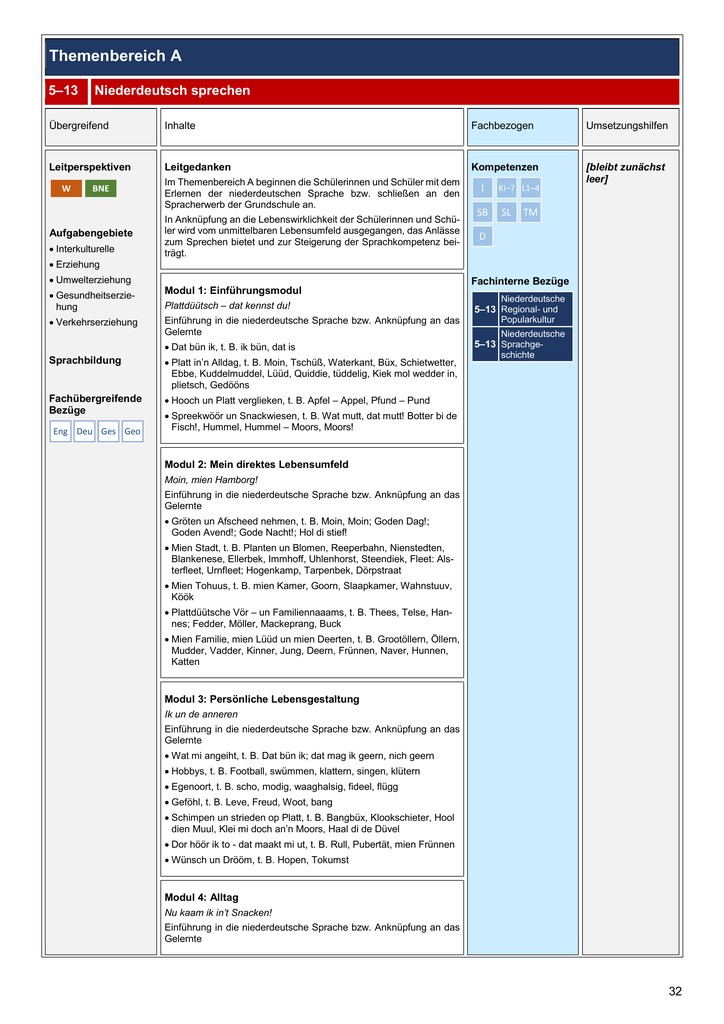 Themenbereich A
5–13 Niederdeutsch sprechen
Übergreifend
Inhalte
Fachbezogen
Umsetzungshilfen
Leitperspektiven
W BNE
Aufgabengebiete
• Interkulturelle
• Erziehung
• Umwelterziehung
• Gesundheitserzie-
hung
• Verkehrserziehung
Sprachbildung
Fachübergreifende
Bezüge
Eng Deu Ges Geo
Leitgedanken
Im Themenbereich A beginnen die Schülerinnen und Schüler mit dem
Erlernen der niederdeutschen Sprache bzw. schließen an den
Spracherwerb der Grundschule an.
In Anknüpfung an die Lebenswirklichkeit der Schülerinnen und Schü-
ler wird vom unmittelbaren Lebensumfeld ausgegangen, das Anlässe
zum Sprechen bietet und zur Steigerung der Sprachkompetenz bei-
trägt.
Modul 1: Einführungsmodul
Plattdüütsch – dat kennst du!
Einführung in die niederdeutsche Sprache bzw. Anknüpfung an das
Gelernte
• Dat bün ik, t. B. ik bün, dat is
• Platt in’n Alldag, t. B. Moin, Tschüß, Waterkant, Büx, Schietwetter,
Ebbe, Kuddelmuddel, Lüüd, Quiddie, tüddelig, Kiek mol wedder in,
plietsch, Gedööns
• Hooch un Platt verglieken, t. B. Apfel – Appel, Pfund – Pund
• Spreekwöör un Snackwiesen, t. B. Wat mutt, dat mutt! Botter bi de
Fisch!, Hummel, Hummel – Moors, Moors!
Modul 2: Mein direktes Lebensumfeld
Moin, mien Hamborg!
Einführung in die niederdeutsche Sprache bzw. Anknüpfung an das
Gelernte
• Gröten un Afscheed nehmen, t. B. Moin, Moin; Goden Dag!;
Goden Avend!; Gode Nacht!; Hol di stief!
• Mien Stadt, t. B. Planten un Blomen, Reeperbahn, Nienstedten,
Blankenese, Ellerbek, Immhoff, Uhlenhorst, Steendiek, Fleet: Als-
terfleet, Urnfleet; Hogenkamp, Tarpenbek, Dörpstraat
• Mien Tohuus, t. B. mien Kamer, Goorn, Slaapkamer, Wahnstuuv,
Köök
• Plattdüütsche Vör – un Familiennaaams, t. B. Thees, Telse, Han-
nes; Fedder, Möller, Mackeprang, Buck
• Mien Familie, mien Lüüd un mien Deerten, t. B. Grootöllern, Öllern,
Mudder, Vadder, Kinner, Jung, Deern, Frünnen, Naver, Hunnen,
Katten
Modul 3: Persönliche Lebensgestaltung
Ik un de anneren
Einführung in die niederdeutsche Sprache bzw. Anknüpfung an das
Gelernte
• Wat mi angeiht, t. B. Dat bün ik; dat mag ik geern, nich geern
• Hobbys, t. B. Football, swümmen, klattern, singen, klütern
• Egenoort, t. B. scho, modig, waaghalsig, fideel, flügg
• Geföhl, t. B. Leve, Freud, Woot, bang
• Schimpen un strieden op Platt, t. B. Bangbüx, Klookschieter, Hool
dien Muul, Klei mi doch an’n Moors, Haal di de Düvel
• Dor höör ik to - dat maakt mi ut, t. B. Rull, Pubertät, mien Frünnen
• Wünsch un Drööm, t. B. Hopen, Tokumst
Modul 4: Alltag
Nu kaam ik in’t Snacken!
Einführung in die niederdeutsche Sprache bzw. Anknüpfung an das
Gelernte
Kompetenzen
I KI–7 L1–4
SB SL TM
D
Fachinterne Bezüge
5–13 Niederdeutsche
Regional- und
Popularkultur
5–13 Niederdeutsche
Sprachge-
schichte
[bleibt zunächst
leer]
32